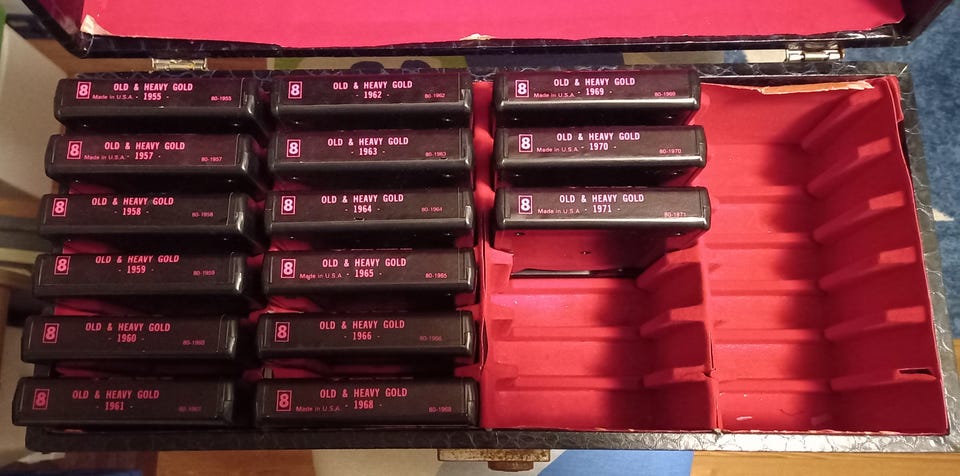 8 OLD & HEAVY GOLD
Made in U.S.A. - 1955 - 80-1955
8 OLD & HEAVY GOLD
Made in U.S.A. - 1957 - 80-1957
8 OLD & HEAVY GOLD
- 1958 - 80-1958
8 OLD & HEAVY GOLD
- 1959 - 80-1959
8 OLD & HEAVY GOLD
- 1960 - 80-1960
8 OLD & HEAVY GOLD
- 1961 - 80-1961
8 OLD & HEAVY GOLD
- 1962 - 80-1962
8 OLD & HEAVY GOLD
- 1963 - 80-1963
8 OLD & HEAVY GOLD
- 1964 - 80-1964
8 OLD & HEAVY GOLD
Made in U.S.A. - 1965 - 80-1965
8 OLD & HEAVY GOLD
- 1966 - 80-1966
8 OLD & HEAVY GOLD
Made in U.S.A. - 1968 - 80-1968
8 OLD & HEAVY GOLD
Made in U.S.A. - 1969 - 80-1969
8 OLD & HEAVY GOLD
Made in U.S.A. - 1970 - 80-1970
8 OLD & HEAVY GOLD
Made in U.S.A. - 1971 - 80-1971